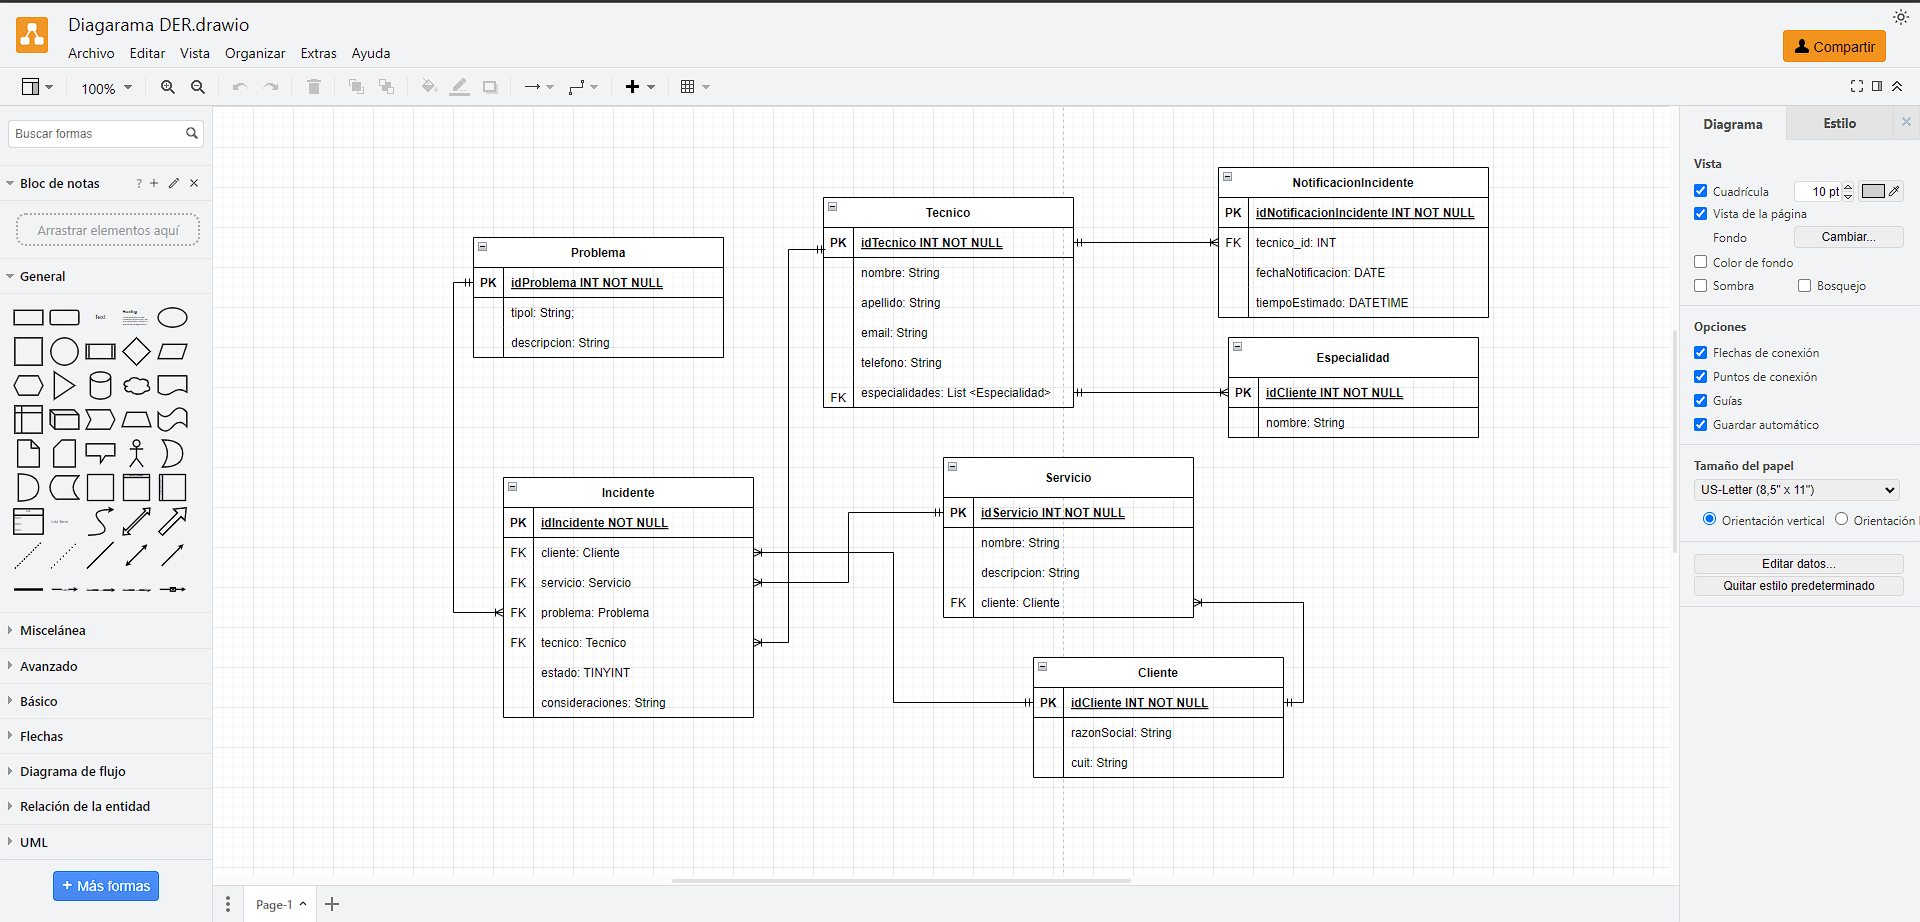 Diagarama DER.drawio
Archivo Editar Vista Organizar Extras Ayuda
Compartir
100%
Buscar formas
Bloc de notas ?
Arrastrar elementos aquí
General
Text
Heading
List Item
Miscelánea
Avanzado
Básico
Flechas
Diagrama de flujo
Relación de la entidad
UML
+ Más formas
Problema
PK idProblema INT NOT NULL
tipol: String;
descripcion: String
Tecnico
PK idTecnico INT NOT NULL
nombre: String
apellido: String
email: String
telefono: String
FK especialidades: List <Especialidad>
NotificacionIncidente
PK idNotificacionIncidente INT NOT NULL
FK tecnico_id: INT
fechaNotificacion: DATE
tiempoEstimado: DATETIME
Especialidad
PK idCliente INT NOT NULL
nombre: String
Incidente
PK idIncidente NOT NULL
FK cliente: Cliente
FK servicio: Servicio
FK problema: Problema
FK tecnico: Tecnico
estado: TINYINT
consideraciones: String
Servicio
PK idServicio INT NOT NULL
nombre: String
descripcion: String
FK cliente: Cliente
Cliente
PK idCliente INT NOT NULL
razonSocial: String
cuit: String
Diagrama Estilo
Vista
Cuadrícula 10 pt
Vista de la página
Fondo Cambiar...
Color de fondo
Sombra Bosquejo
Opciones
Flechas de conexión
Puntos de conexión
Guías
Guardar automático
Tamaño del papel
US-Letter (8,5" x 11")
Orientación vertical Orientación
Editar datos...
Quitar estilo predeterminado
Page-1